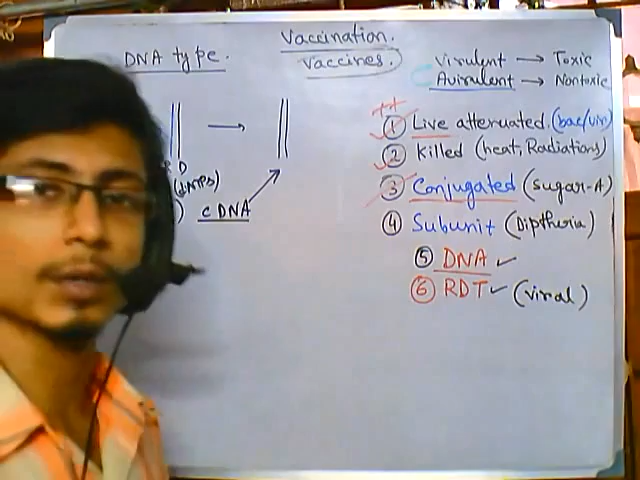 Vaccination.
Vaccines.
DNA type.
cDNA
Virulent → Toxic
Avirulent → Nontoxic
++
① Live attenuated. (bac/vir)
② Killed (heat, Radiations)
③ Conjugated (sugar-A)
④ Subunit (Diptheria)
⑤ DNA ✓
⑥ RDT ✓ (viral)